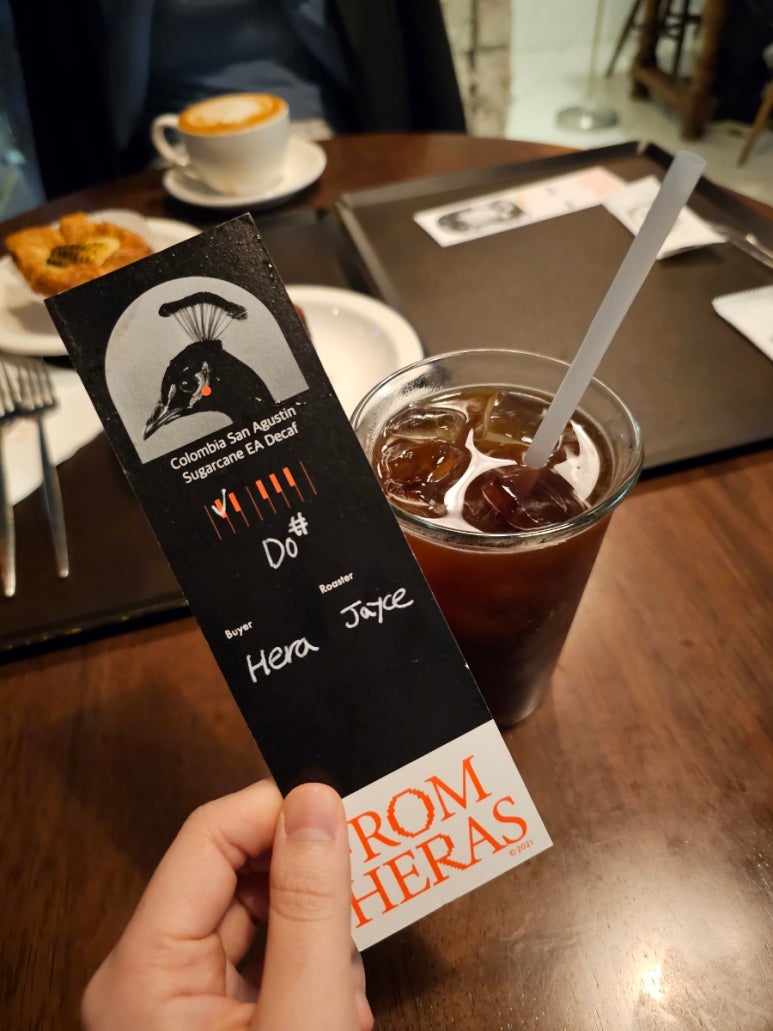 Colombia San Agustin
Sugarcane EA Decaf
Do#
Roaster
Jayce
Buyer
Hera
FROM
HERAS
©2021